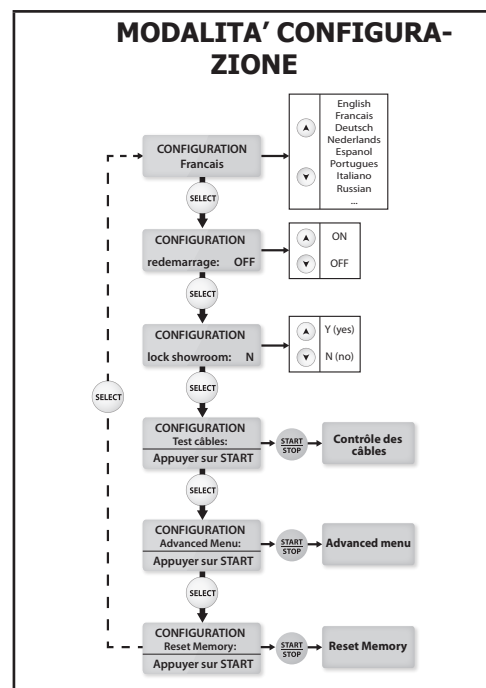 MODALITA’ CONFIGURA-
ZIONE
CONFIGURATION
Francais
English
Francais
Deutsch
Nederlands
Espanol
Portugues
Italiano
Russian
...
SELECT
CONFIGURATION
redemarrage: OFF
ON
OFF
SELECT
CONFIGURATION
lock showroom: N
Y (yes)
N (no)
SELECT
SELECT
CONFIGURATION
Test câbles:
Appuyer sur START
START
STOP
Contrôle des
câbles
SELECT
CONFIGURATION
Advanced Menu:
Appuyer sur START
START
STOP
Advanced menu
SELECT
CONFIGURATION
Reset Memory:
Appuyer sur START
START
STOP
Reset Memory